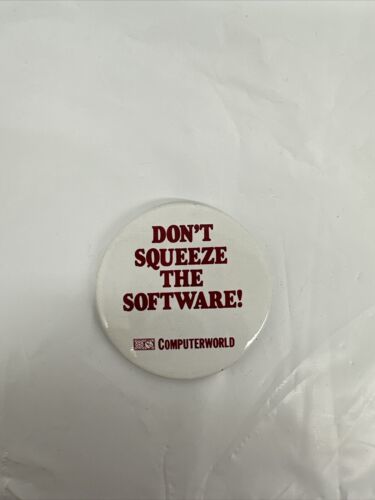 DON'T
SQUEEZE
THE
SOFTWARE!
COMPUTERWORLD